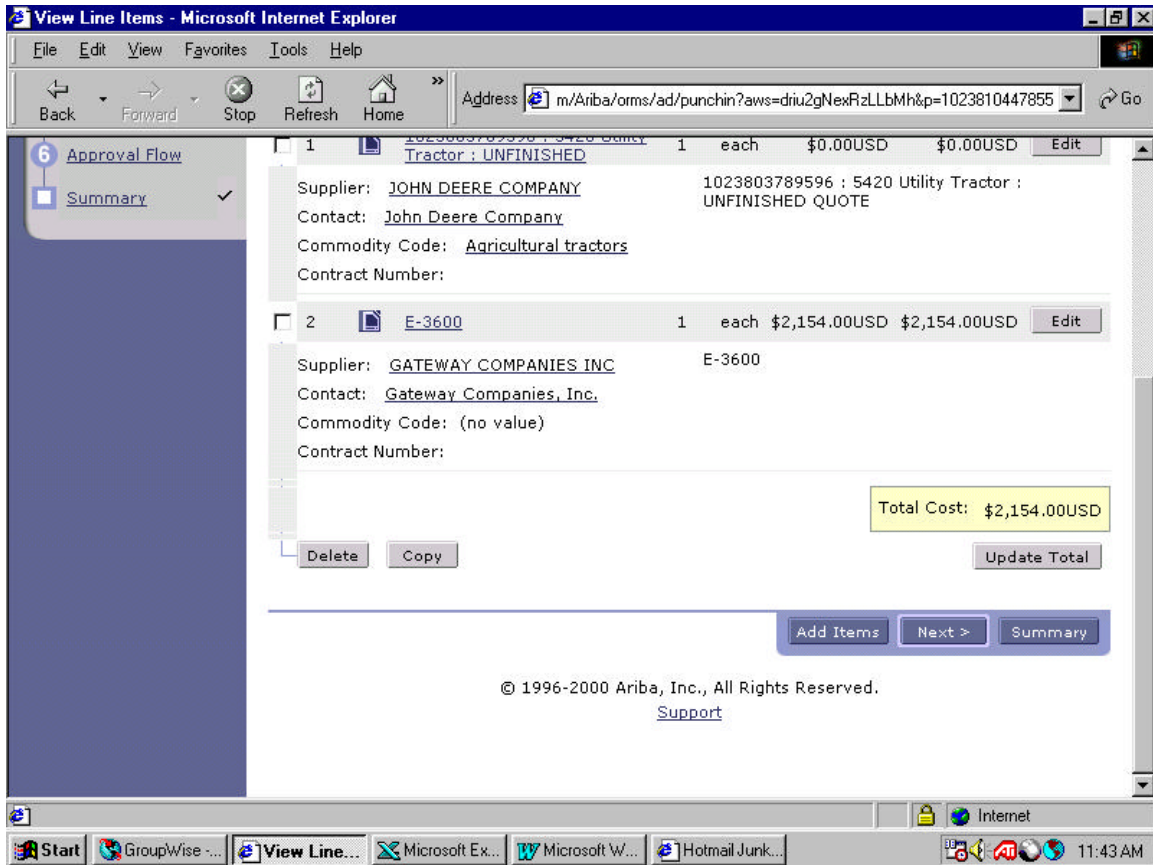 View Line Items - Microsoft Internet Explorer
File Edit View Favorites Tools Help
Back Forward Stop Refresh Home » Address m/Ariba/orms/ad/punchin?aws=driu2gNexRzLLbMh&p=1023810447855 Go
6 Approval Flow
Summary
1 1023803789596 : 5420 Utility Tractor : UNFINISHED 1 each $0.00USD $0.00USD Edit
Supplier: JOHN DEERE COMPANY
1023803789596 : 5420 Utility Tractor :
UNFINISHED QUOTE
Contact: John Deere Company
Commodity Code: Agricultural tractors
Contract Number:
2 E-3600 1 each $2,154.00USD $2,154.00USD Edit
Supplier: GATEWAY COMPANIES INC
E-3600
Contact: Gateway Companies, Inc.
Commodity Code: (no value)
Contract Number:
Total Cost: $2,154.00USD
Delete Copy Update Total
Add Items Next > Summary
© 1996-2000 Ariba, Inc., All Rights Reserved.
Support
Internet
Start GroupWise -... View Line... Microsoft Ex... Microsoft W... Hotmail Junk... 11:43 AM